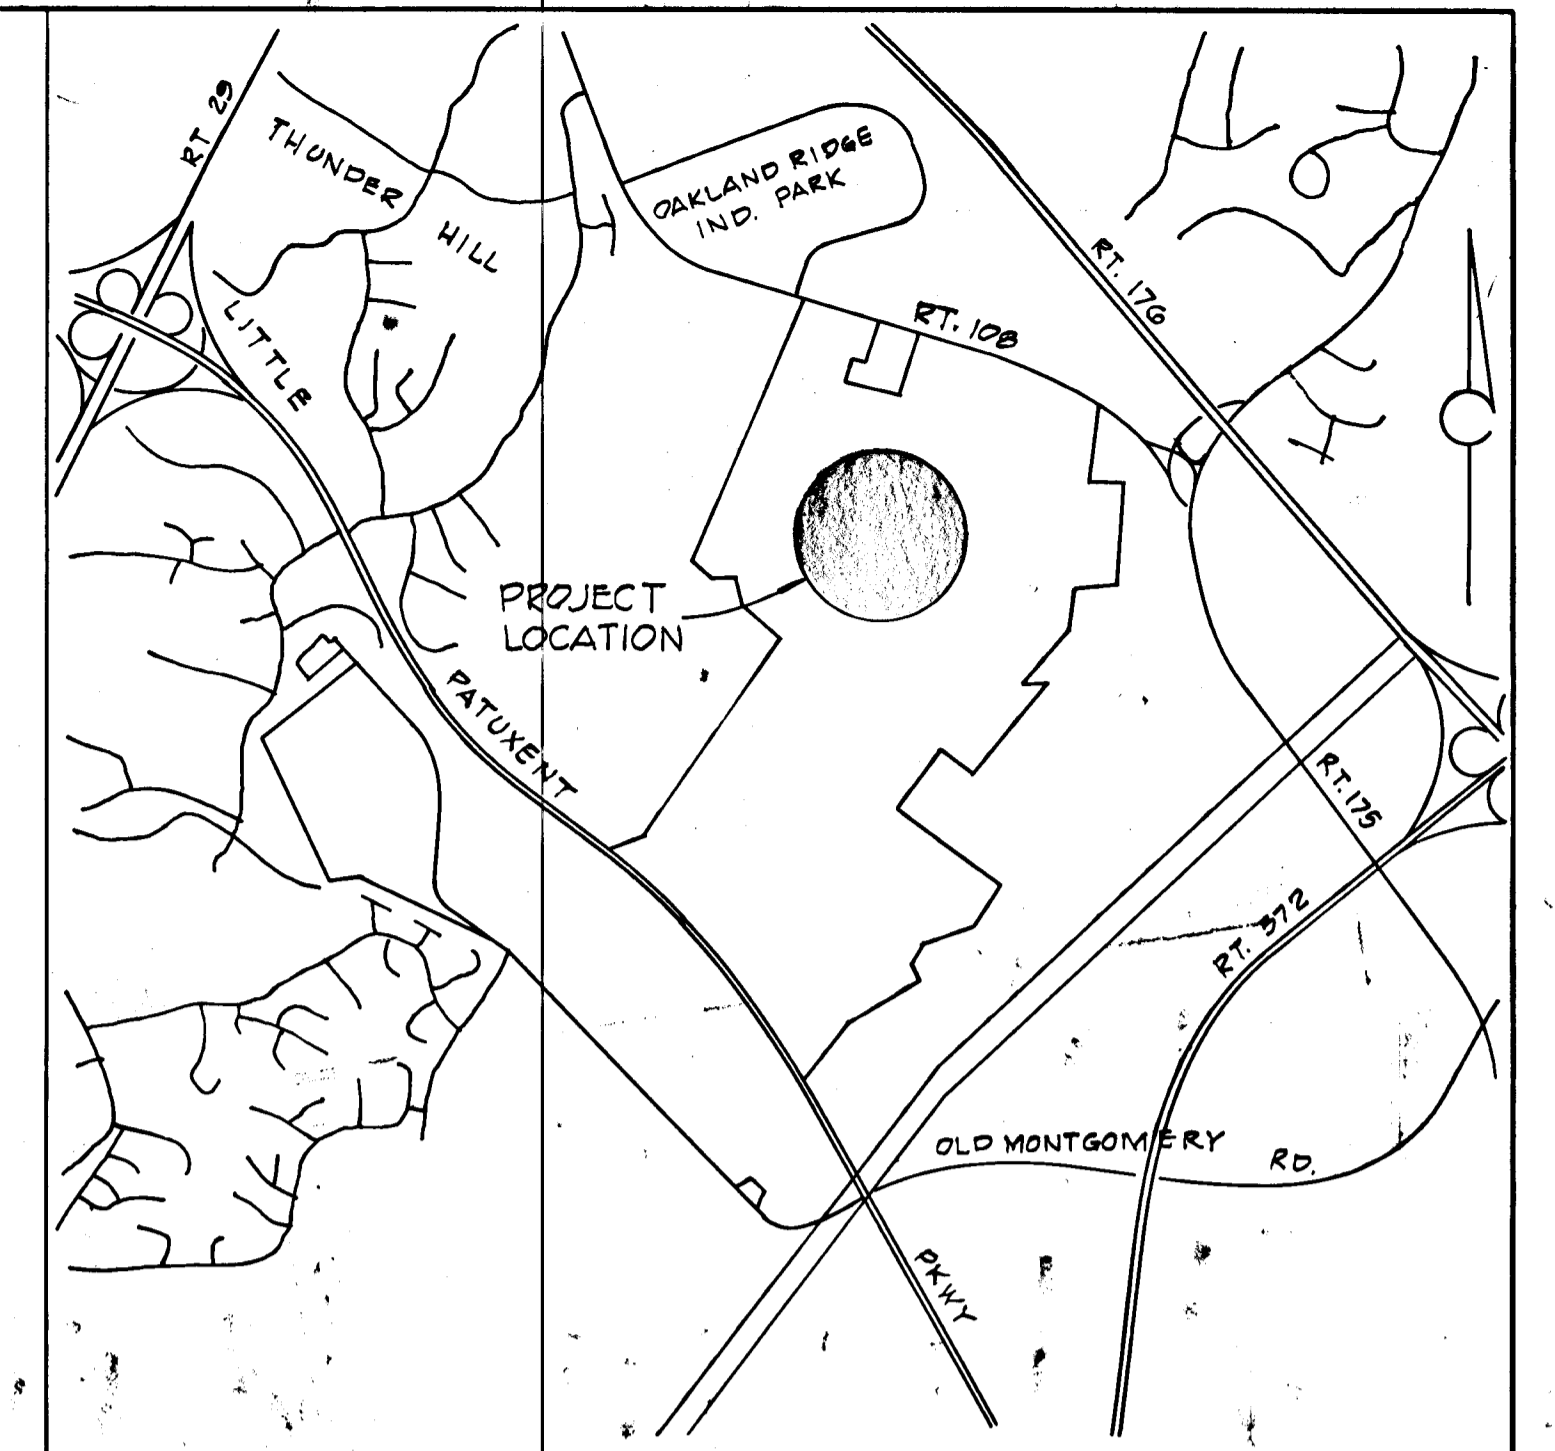 RT 29
THUNDER
HILL
OAKLAND RIDGE
IND. PARK
RT. 176
RT. 108
LITTLE
PROJECT
LOCATION
PATUXENT
RT. 175
RT. 372
OLD MONTGOMERY RD.
PKWY